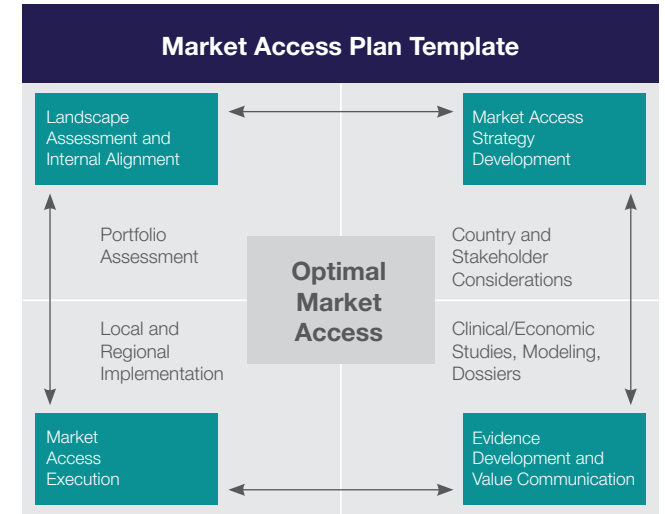 Market Access Plan Template
Landscape
Assessment and
Internal Alignment
Market Access
Strategy
Development
Portfolio
Assessment
Country and
Stakeholder
Considerations
Optimal
Market
Access
Local and
Regional
Implementation
Clinical/Economic
Studies, Modeling,
Dossiers
Market
Access
Execution
Evidence
Development and
Value Communication